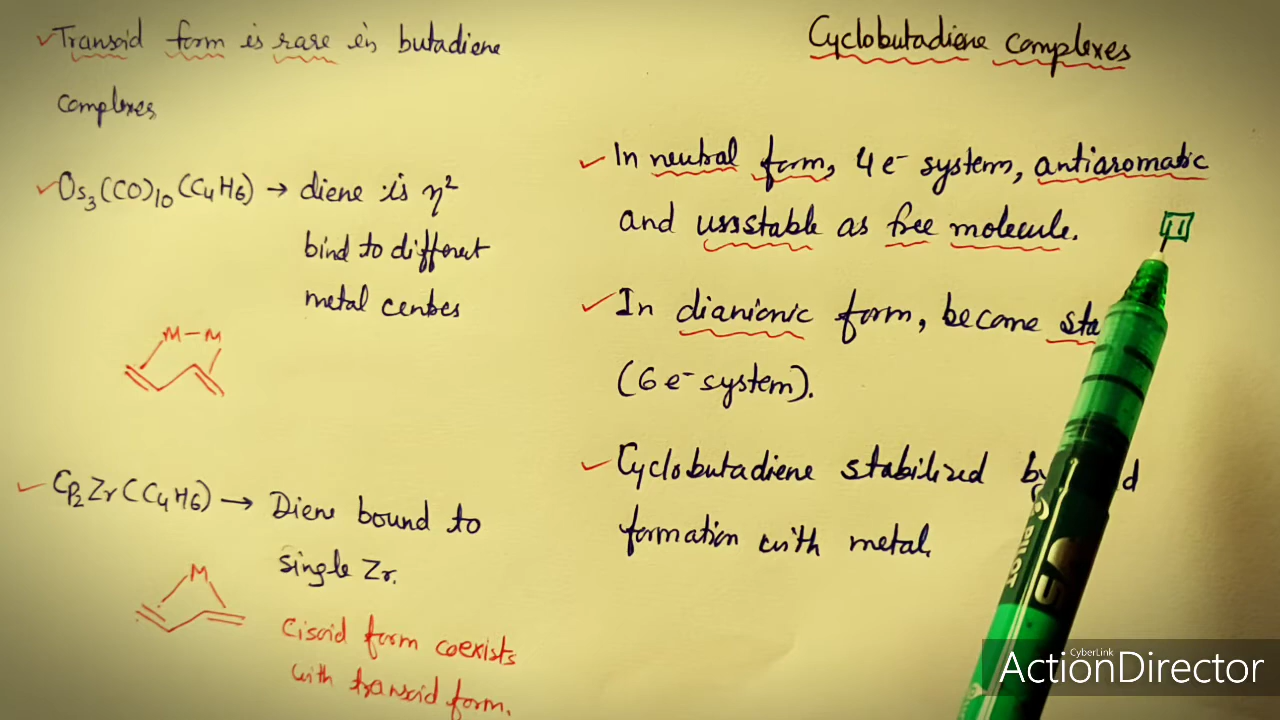 Transoid form is rare in butadiene
complexes
Os3(CO)10(C4H6) → diene is η²
bind to different
metal centres
M—M
Cp2Zr(C4H6) → Diene bound to
single Zr.
M
Cisoid form coexists
with transoid form.
Cyclobutadiene complexes
In neutral form, 4e⁻ system, antiaromatic
and unstable as free molecule.
In dianionic form, become sta
(6e⁻ system).
Cyclobutadiene stabilized by
formation with metal.
PILOT
CyberLink
ActionDirector